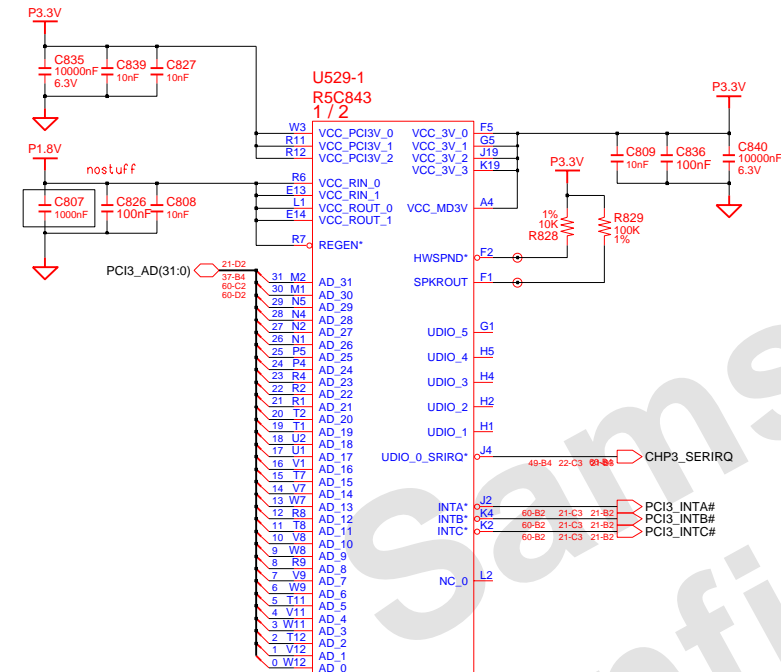 P3.3V
C835
10000nF
6.3V
C839
10nF
C827
10nF
P1.8V
nostuff
C807
1000nF
C826
100nF
C808
10nF
U529-1
R5C843
1 / 2
W3 VCC_PCI3V_0
R11 VCC_PCI3V_1
R12 VCC_PCI3V_2
R6 VCC_RIN_0
E13 VCC_RIN_1
L1 VCC_ROUT_0
E14 VCC_ROUT_1
R7 REGEN*
PCI3_AD(31:0)
21-D2
37-B4
60-C2
60-D2
31 M2 AD_31
30 M1 AD_30
29 N5 AD_29
28 N4 AD_28
27 N2 AD_27
26 N1 AD_26
25 P5 AD_25
24 P4 AD_24
23 R4 AD_23
22 R2 AD_22
21 R1 AD_21
20 T2 AD_20
19 T1 AD_19
18 U2 AD_18
17 U1 AD_17
16 V1 AD_16
15 T7 AD_15
14 V7 AD_14
13 W7 AD_13
12 R8 AD_12
11 T8 AD_11
10 V8 AD_10
9 W8 AD_9
8 R9 AD_8
7 V9 AD_7
6 W9 AD_6
5 T11 AD_5
4 V11 AD_4
3 W11 AD_3
2 T12 AD_2
1 V12 AD_1
0 W12 AD_0
VCC_3V_0 F5
VCC_3V_1 G5
VCC_3V_2 J19
VCC_3V_3 K19
VCC_MD3V A4
HWSPND* F2
SPKROUT F1
UDIO_5 G1
UDIO_4 H5
UDIO_3 H4
UDIO_2 H2
UDIO_1 H1
UDIO_0_SRIRQ* J4
49-B4 22-C3 CHP3_SERIRQ
INTA* J2 PCI3_INTA#
INTB* K4 60-B2 21-C3 21-B2 PCI3_INTB#
INTC* K2 60-B2 21-C3 21-B2 PCI3_INTC#
60-B2 21-C3 21-B2
NC_0 L2
P3.3V
1%
10K
R828
R829
100K
1%
P3.3V
C809
10nF
C836
100nF
C840
10000nF
6.3V
Sams
nfi